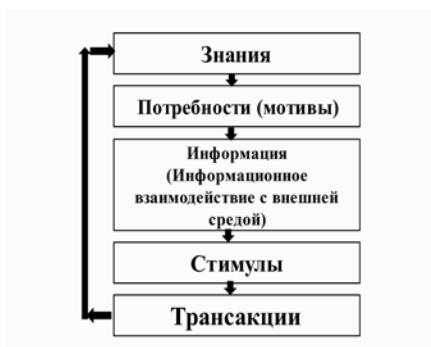 Знания
Потребности (мотивы)
Информация
(Информационное
взаимодействие с внешней
средой)
Стимулы
Трансакции